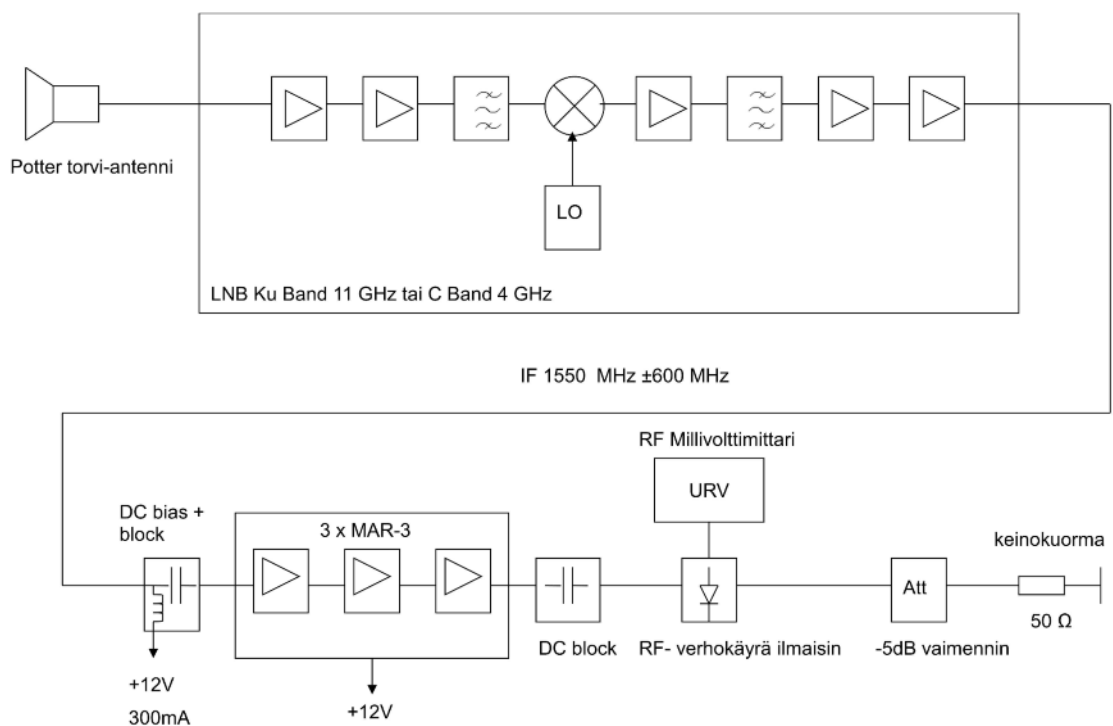 Potter torvi-antenni
LO
LNB Ku Band 11 GHz tai C Band 4 GHz
IF 1550 MHz ±600 MHz
RF Millivolttimittari
URV
DC bias +
block
3 x MAR-3
keinokuorma
Att
50 Ω
DC block
RF- verhokäyrä ilmaisin
-5dB vaimennin
+12V
300mA
+12V